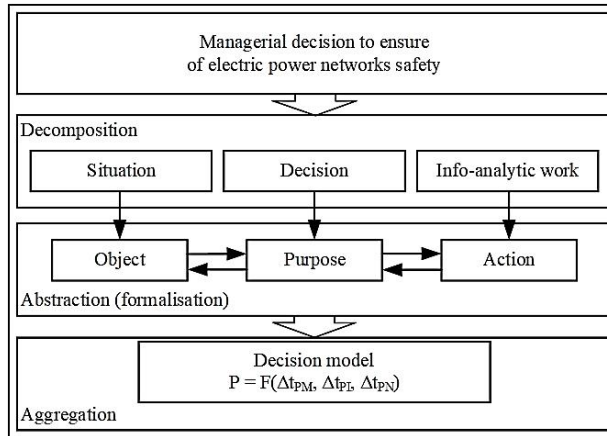 Managerial decision to ensure
of electric power networks safety
Decomposition
Situation
Decision
Info-analytic work
Object
Purpose
Action
Abstraction (formalisation)
Decision model
P = F(Δt_PM, Δt_PI, Δt_PN)
Aggregation